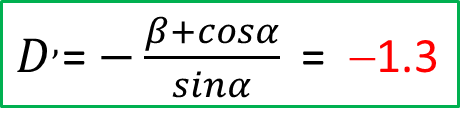 D’= − β+cosα / sinα = −1.3